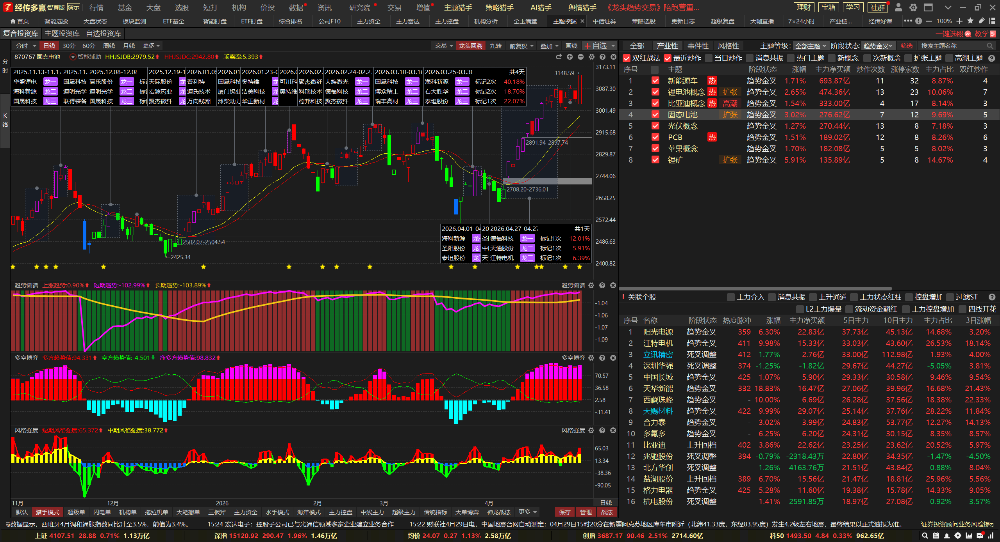 经传多赢 智尊版 演示 行情 基金 大盘 选股 短打 机构 价投 数据 资讯 研究院 交易 增值 主题猎手 策略猎手 AI猎手 舆情猎手 《龙头趋势交易》陪跑营重... 理财 宝箱 学习 社群
首页 智能选股 大盘状态 板块监测 ETF基金 智能盯盘 ETF盯盘 综合排名 公司F10 主力资金 主力雷达 主力控盘 机构分析 金玉满堂 主题挖掘 中信证券 策略选股 更新日志 超级复盘 大咖直播 7×24小时 产业链... 经传好课 100%
复合投资库 主题投资库 自选投资库 一键选股 教学
分时 日线 30分 60分 周线 月线 更多 交易 龙头回溯 九转 前复权 叠加 画线 自选
分时
K线
870767 固态电池 智能辅助 HHJSJDB:2979.52 HHJSJDC:2942.80 乖离率:5.393
2025.11.13-11.17 2025.11. 2025.12.08-12.08 2025.12.19-1 2026.01.05 2026.01 2026.01.23-0 2026.0 2026.02. 2026.02.24-02.27 2026.03.10-03.16 2026.03.25-03.30 共4天
华盛锂电 龙一 国晟科技 高乐股份 龙一 标记 天际股份 龙 普利特 国晟科技 奥特维 龙 可川科 聚杰微纤 大族激光 龙一 国晟科技 龙一 海科新源 龙一 标记2次 40.18%
海科新源 龙二 道明光学 道明光学 龙二 标记 宏源药业 龙 道氏技术 厦门钨业 洁美科技 龙 奥特维 科瑞技术 德福科技 龙二 博众精工 龙二 石大胜华 龙二 标记2次 18.70%
国晟科技 龙三 联得装备 国晟科技 龙三 标记 聚杰微纤 龙 万向钱潮 潍柴动力 华正新材 龙 德邦科技 聚杰微纤 龙三 瑞丰高材 龙三 泰坦股份 龙三 标记1次 22.07%
3148.59
2891.94-2897.74
2708.20-2736.01
2502.07-2504.54
2425.34
3173.11
3087.30
3001.49
2915.68
2829.87
2744.06
2658.25
2572.44
2486.63
2400.82
2026.04.01-04 20 2026.04.27-04.27 共1天
海科新源 龙一 圣 德福科技 龙一 标记1次 12.01%
圣阳股份 龙二 中 天通股份 龙二 标记1次 5.91%
泰坦股份 龙三 天 江特电机 龙三 标记1次 6.39%
趋势图谱 上涨趋势:0.90% 短期趋势:-102.99% 长期趋势:-103.89% 趋势图谱
-1.04
-1.06
-1.07
-1.09
多空博弈 多方趋势值:94.331 空方趋势值:-4.501 净多方趋势值:98.832 多空博弈
70.57
36.58
2.58
-31.41
风格强度 短期风格强度:65.372 中期风格强度:38.772 风格强度
65.03
13.34
-38.36
-90.05
11月 12月 2026 2月 3月 4月 日线
默认 猎手模式 超级单 闪电单 机构单 拖拉机单 大笔撤单 三板斧 主力资金 水手模式 海洋模式 主力控盘 中线主力 超级主力 传统指标 大单博弈 神龙战法 更多 保存 管理 战法
全部 产业性 事件性 风格性 主题等级: 全部主题 阶段状态: 趋势金叉 筛选 搜索主题名称
双红战法 最近炒作 当日炒作 消息共振 热门主题 新概念 次新概念 扩张主题 高潮主题
序号 主题 阶段状态 涨幅 主力净买额 炒作次数 涨停家数 主力占比 双红炒作
1 新能源车 热 趋势金叉 1.71% 693.87亿 11 32 8.87% 4
2 锂电池概念 热 扩张 趋势金叉 2.65% 474.36亿 13 23 10.06% 7
3 比亚迪概念 热 高潮 趋势金叉 1.54% 333.00亿 4 17 8.14% 3
4 固态电池 扩张 趋势金叉 3.02% 276.62亿 7 12 9.69% 5
5 光伏概念 趋势金叉 1.27% 270.44亿 13 8 7.18% 3
6 PCB 热 趋势金叉 1.51% 189.02亿 12 8 8.26% 6
7 苹果概念 趋势金叉 1.70% 182.08亿 5 5 8.02% 3
8 锂矿 扩张 趋势金叉 5.91% 135.89亿 5 8 14.67% 4
关联个股 主力介入 消息共振 上升通道 主力状态红柱 控盘增加 过滤ST
L2主力爆量 流动资金翻红 主力控盘增加 四线开花
序号 名称 阶段状态 热度脉冲 涨幅 主力净买额 5日主力 10日主力 主力占比 3日涨幅
1 阳光电源 趋势金叉 359 6.30% 22.83亿 37.73亿 45.13亿 14.68% 3.20%
2 江特电机 趋势金叉 411 9.98% 15.33亿 33.03亿 43.60亿 26.53% 18.14%
3 立讯精密 死叉调整 412 -1.77% 2.76亿 33.00亿 112.98亿 1.93% 4.00%
4 深圳华强 死叉调整 374 -1.25% -1.82亿 29.67亿 44.27亿 -5.05% 3.81%
5 中国长城 趋势金叉 425 1.07% 5.90亿 29.33亿 30.58亿 9.46% 9.54%
6 天华新能 趋势金叉 332 18.83% 16.47亿 27.06亿 39.96亿 16.68% 21.43%
7 西藏珠峰 趋势金叉 - 10.00% 6.69亿 26.28亿 37.56亿 18.38% 22.33%
8 天赐材料 趋势金叉 422 9.99% 29.07亿 25.14亿 37.76亿 28.22% 11.84%
9 合力泰 趋势金叉 - 3.02% 3.99亿 24.83亿 53.77亿 12.27% 14.13%
10 多氟多 趋势金叉 - 6.25% 6.20亿 24.31亿 30.15亿 8.35% 8.57%
11 比亚迪 上升回档 402 3.86% 22.62亿 23.25亿 23.62亿 20.52% 5.97%
12 兆驰股份 死叉调整 394 -0.79% -2318.43万 22.80亿 34.35亿 -1.47% -4.50%
13 北方华创 死叉调整 - -1.26% -4163.76万 21.51亿 43.84亿 -0.88% 8.04%
14 盐湖股份 上升回档 389 6.70% 15.56亿 21.47亿 18.81亿 25.96% 5.56%
15 格力电器 趋势金叉 425 5.28% 11.60亿 19.38亿 15.78亿 14.33% 9.05%
16 杭电股份 死叉调整 - 1.41% -2591.85万 18.97亿 27.08亿 -0.92% -3.57%
数据显示，西班牙4月调和通胀指数同比升至3.5%，前值为3.4%。 15:24 宏达电子：控股子公司已与光通信领域多家企业建立业务合作 15:22 财联社4月29日电，中国地震台网自动测定：04月29日15时20分在新疆阿克苏地区库车市附近（北纬41.33度，东经83.95度）发生4.2级左右地震，最终结果以正式速报为准。 证券投资顾问业务风险提示
上证 4107.51 28.88 0.71% 1.13万亿 深指 15120.92 290.47 1.96% 1.46万亿 均价 24.07 0.27 1.13% 2.58万亿 创指 3687.17 90.46 2.51% 2714.60亿 科50 1493.50 4.84 0.33% 962.65亿